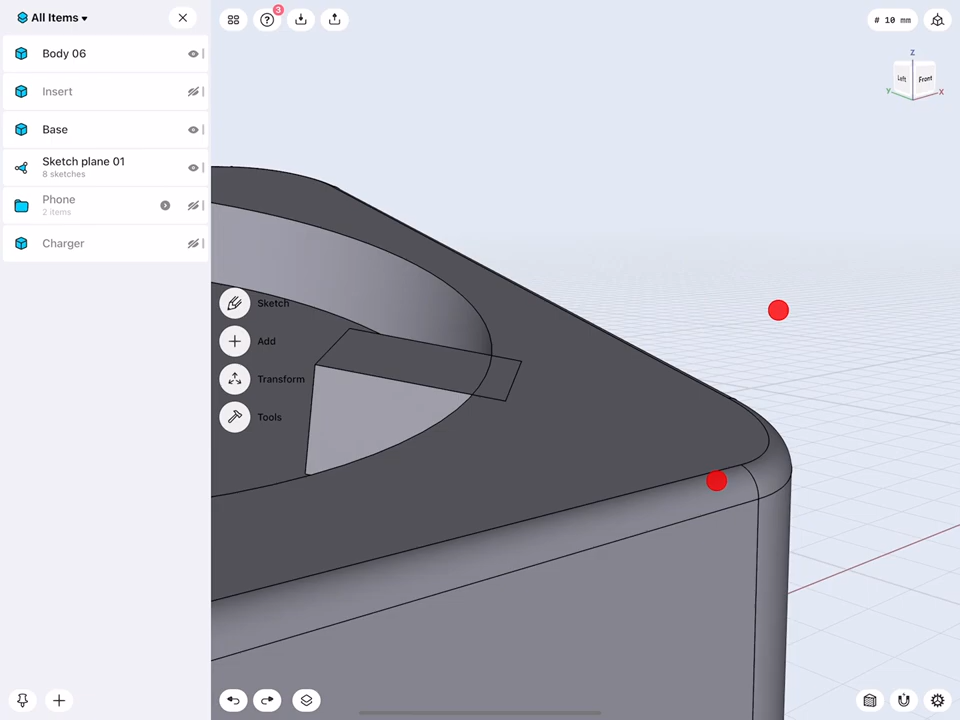 All Items ▾
3
# 10 mm
Body 06
Insert
Base
Sketch plane 01
8 sketches
Phone
2 items
Charger
Sketch
Add
Transform
Tools
Z
Left
Front
Y
X